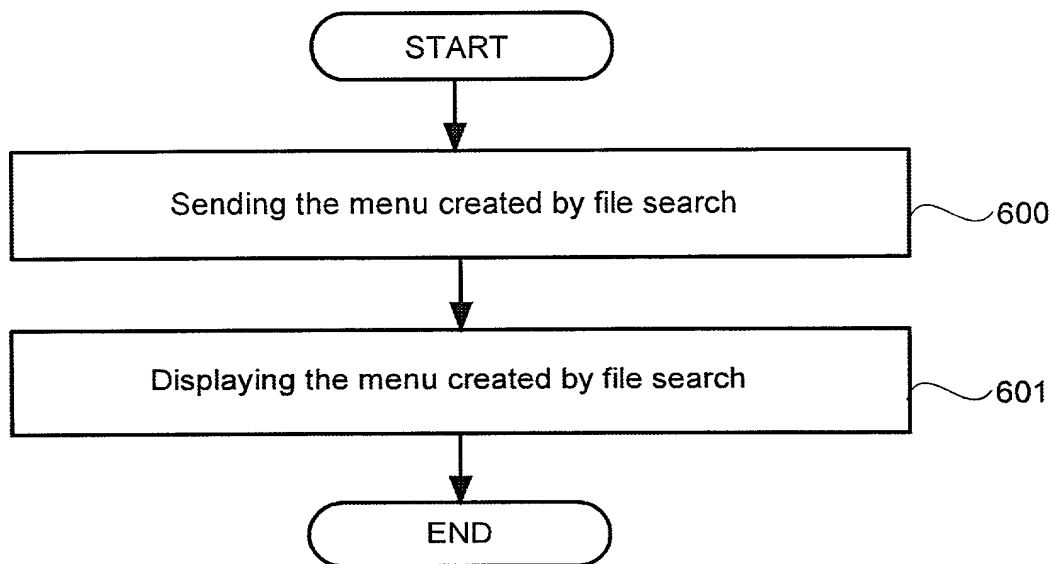 START
Sending the menu created by file search
600
Displaying the menu created by file search
601
END